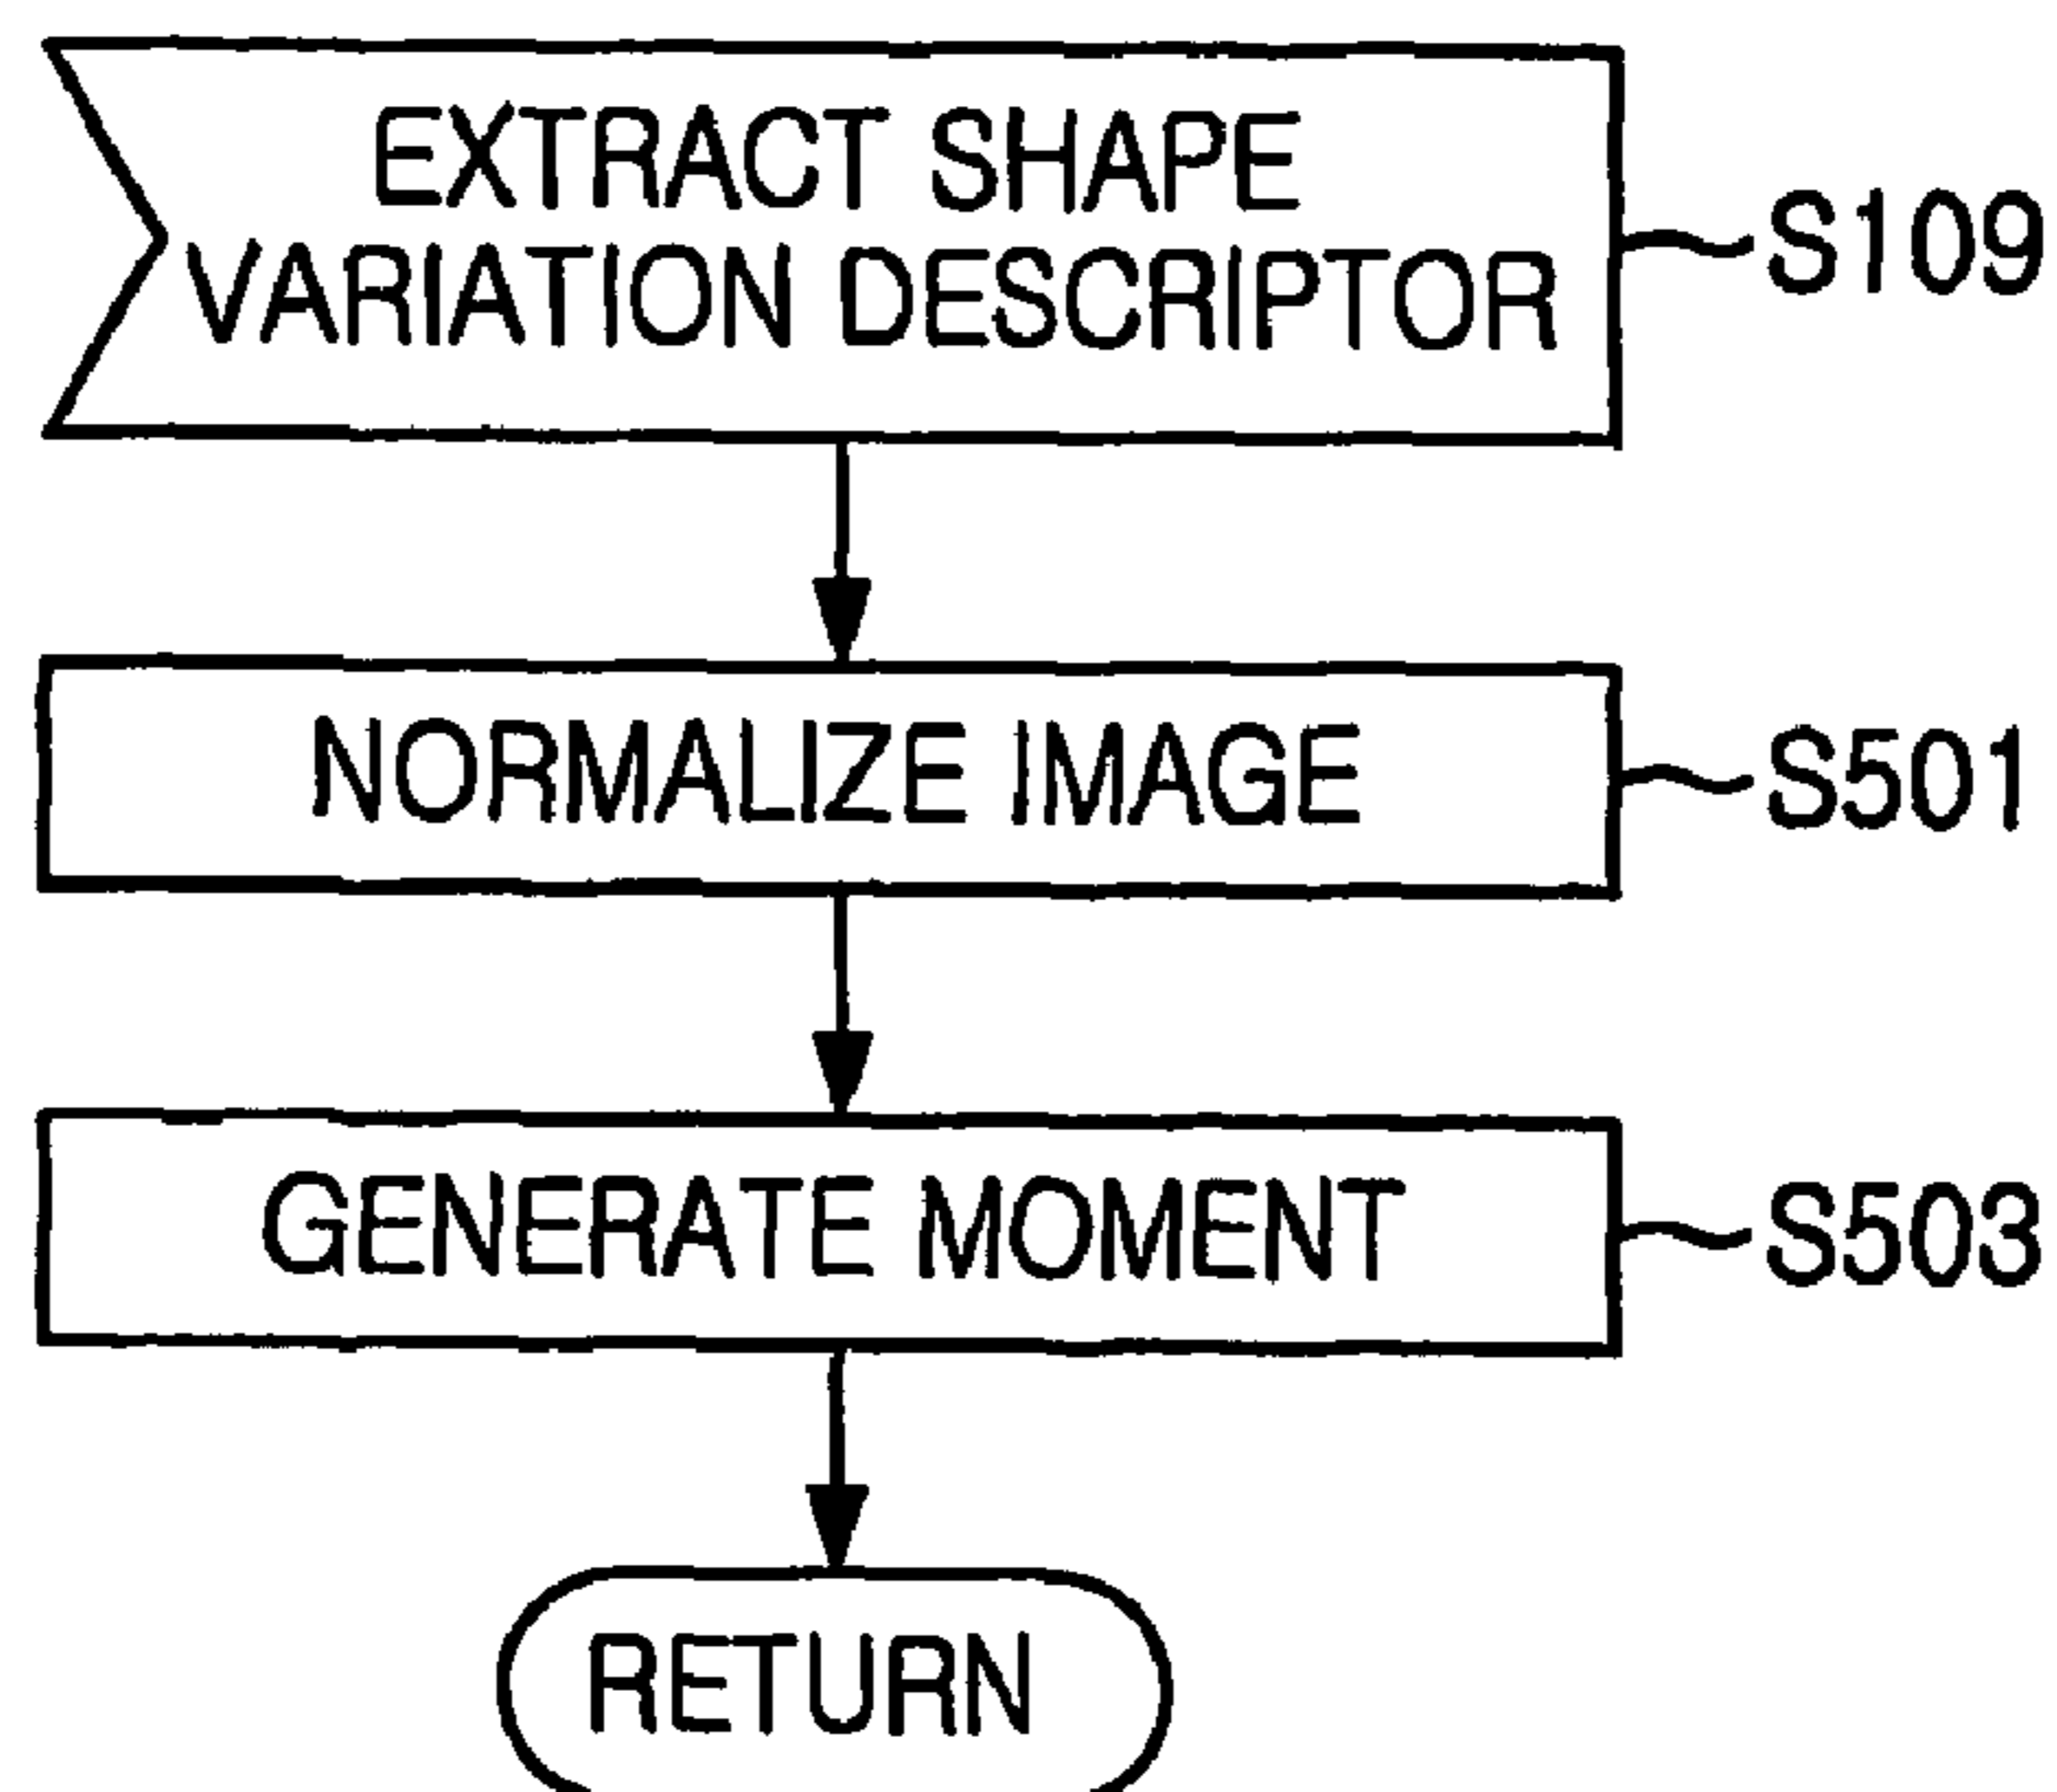 EXTRACT SHAPE
VARIATION DESCRIPTOR
S109
NORMALIZE IMAGE
S501
GENERATE MOMENT
S503
RETURN